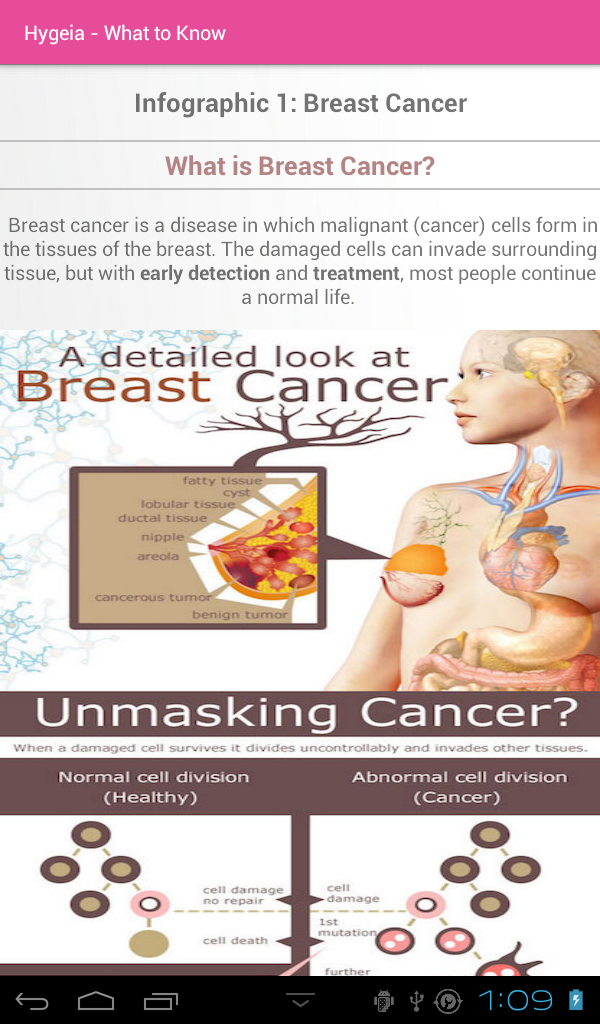 Hygeia - What to Know
Infographic 1: Breast Cancer
What is Breast Cancer?
Breast cancer is a disease in which malignant (cancer) cells form in
the tissues of the breast. The damaged cells can invade surrounding
tissue, but with early detection and treatment, most people continue
a normal life.
A detailed look at
Breast Cancer
fatty tissue
cyst
lobular tissue
ductal tissue
nipple
areola
cancerous tumor
benign tumor
Unmasking Cancer?
When a damaged cell survives it divides uncontrollably and invades other tissues.
Normal cell division
(Healthy)
Abnormal cell division
(Cancer)
cell damage
no repair
cell death
cell
damage
1st
mutation
further
1:09